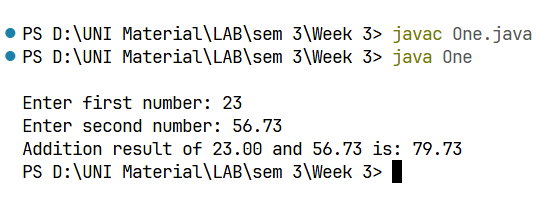 PS D:\UNI Material\LAB\sem 3\Week 3> javac One.java
PS D:\UNI Material\LAB\sem 3\Week 3> java One
Enter first number: 23
Enter second number: 56.73
Addition result of 23.00 and 56.73 is: 79.73
PS D:\UNI Material\LAB\sem 3\Week 3>